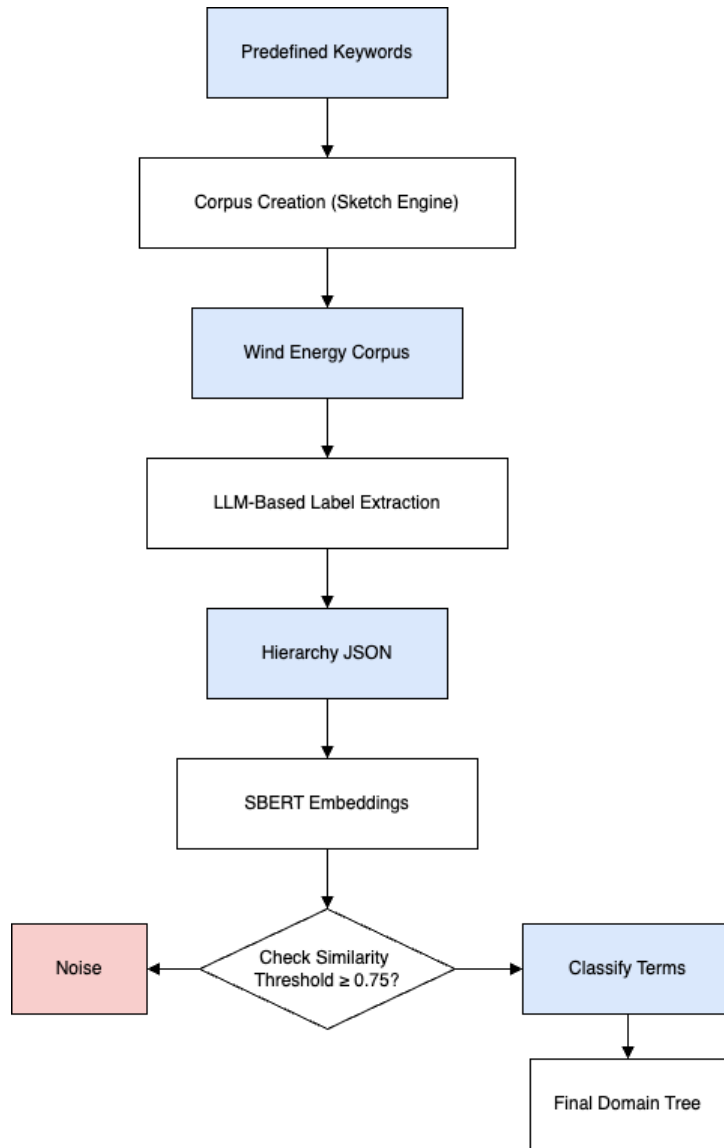 Predefined Keywords
Corpus Creation (Sketch Engine)
Wind Energy Corpus
LLM-Based Label Extraction
Hierarchy JSON
SBERT Embeddings
Noise
Check Similarity
Threshold ≥ 0.75?
Classify Terms
Final Domain Tree